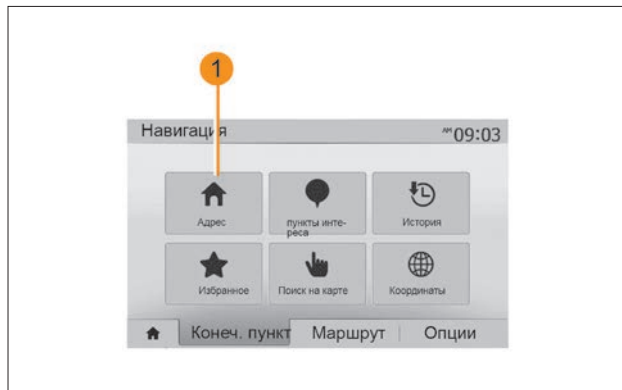 1
Навигация AM 09:03
Адрес
пункты инте-
реса
История
Избранное
Поиск на карте
Координаты
Конеч. пункт Маршрут Опции